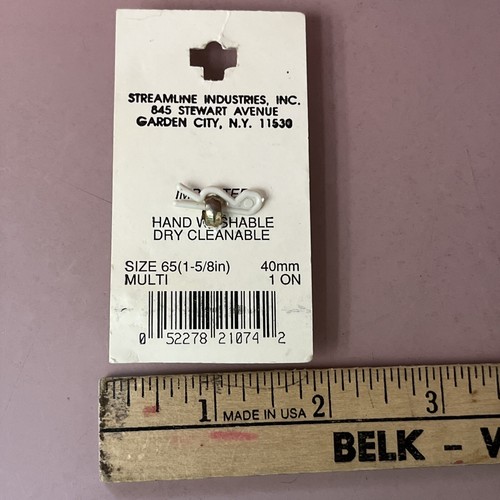 STREAMLINE INDUSTRIES, INC.
845 STEWART AVENUE
GARDEN CITY, N.Y. 11530
HAND WASHABLE
DRY CLEANABLE
SIZE 65(1-5/8in) 40mm
MULTI 1 ON
0 52278 21074 2
1 MADE IN USA 2 3
BELK – W